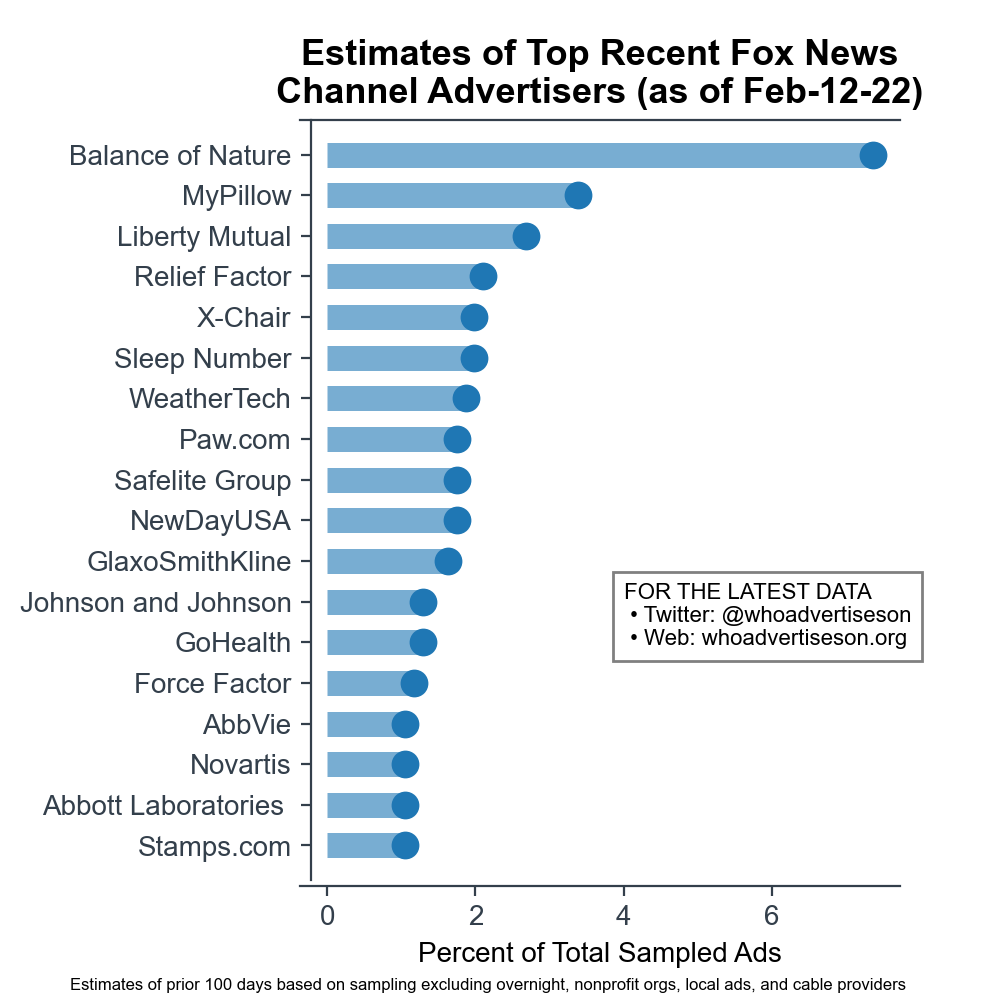 Estimates of Top Recent Fox News
Channel Advertisers (as of Feb-12-22)
Balance of Nature
MyPillow
Liberty Mutual
Relief Factor
X-Chair
Sleep Number
WeatherTech
Paw.com
Safelite Group
NewDayUSA
GlaxoSmithKline
Johnson and Johnson
GoHealth
Force Factor
AbbVie
Novartis
Abbott Laboratories
Stamps.com
FOR THE LATEST DATA
• Twitter: @whoadvertiseson
• Web: whoadvertiseson.org
0 2 4 6
Percent of Total Sampled Ads
Estimates of prior 100 days based on sampling excluding overnight, nonprofit orgs, local ads, and cable providers